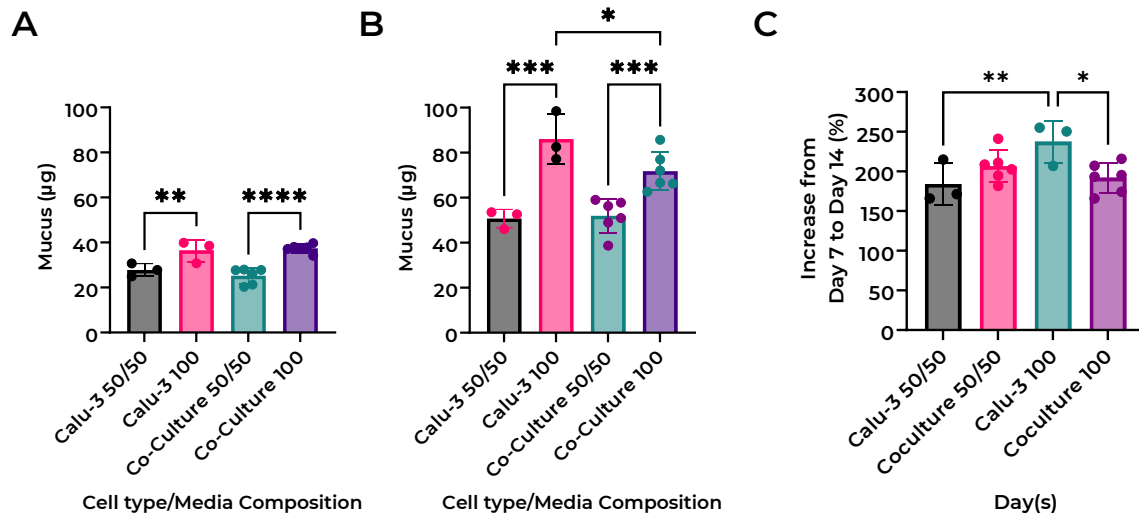 A
Mucus (µg)
100
80
60
40
20
0
**
****
Calu-3 50/50
Calu-3 100
Co-Culture 50/50
Co-Culture 100
Cell type/Media Composition
B
Mucus (µg)
100
80
60
40
20
0
*
***
***
Calu-3 50/50
Calu-3 100
Co-Culture 50/50
Co-Culture 100
Cell type/Media Composition
C
Increase from
Day 7 to Day 14 (%)
300
250
200
150
100
50
0
**
*
Calu-3 50/50
Coculture 50/50
Calu-3 100
Coculture 100
Day(s)